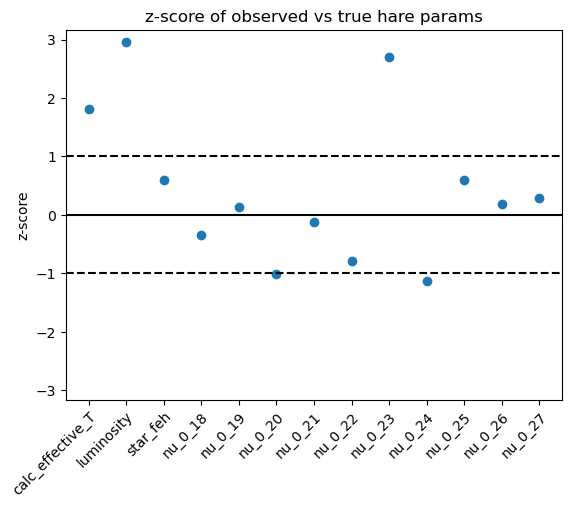 z-score of observed vs true hare params
3
2
1
0
−1
−2
−3
z-score
calc_effective_T
luminosity
star_feh
nu_0_18
nu_0_19
nu_0_20
nu_0_21
nu_0_22
nu_0_23
nu_0_24
nu_0_25
nu_0_26
nu_0_27